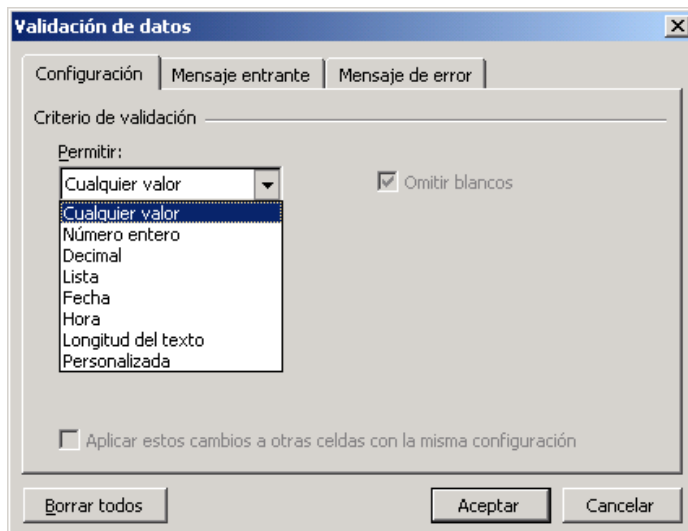 Validación de datos
Configuración
Mensaje entrante
Mensaje de error
Criterio de validación
Permitir:
Cualquier valor
Omitir blancos
Cualquier valor
Número entero
Decimal
Lista
Fecha
Hora
Longitud del texto
Personalizada
Aplicar estos cambios a otras celdas con la misma configuración
Borrar todos
Aceptar
Cancelar